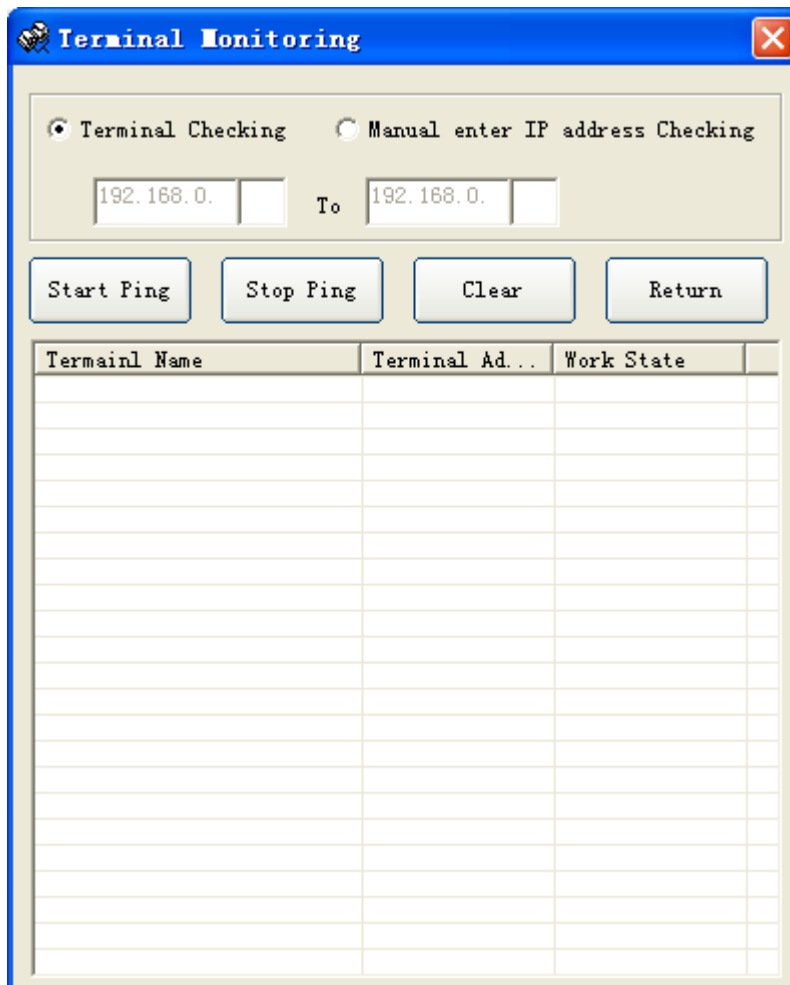 Terminal Monitoring
Terminal Checking Manual enter IP address Checking
192.168.0. To 192.168.0.
Start Ping Stop Ping Clear Return
Termainl Name Terminal Ad... Work State